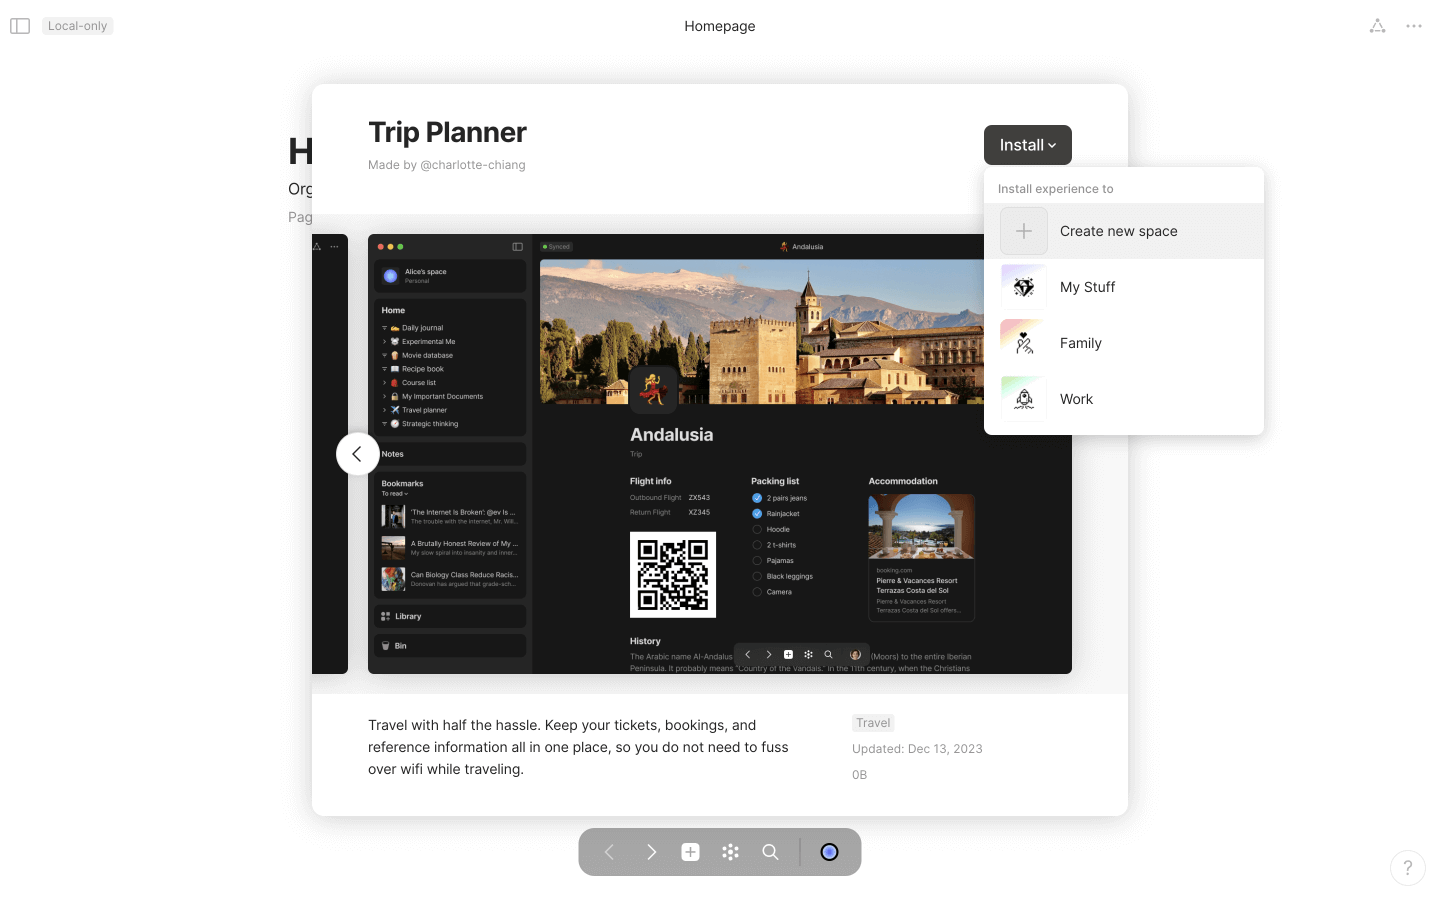 Local-only
Homepage
H
Org
Pag
Trip Planner
Made by @charlotte-chiang
Install
Install experience to
Create new space
My Stuff
Family
Work
Alice's space
Personal
Home
Daily journal
Experimental Me
Movie database
Recipe book
Course list
My Important Documents
Travel planner
Strategic thinking
Notes
Bookmarks
To read
'The Internet Is Broken': @ev Is ...
The trouble with the internet, Mr. Will...
A Brutally Honest Review of My ...
My slow spiral into insanity and inner...
Can Biology Class Reduce Racis...
Donovan has argued that grade-sch...
Library
Bin
Synced
Andalusia
Andalusia
Trip
Flight info
Outbound Flight ZX543
Return Flight XZ345
Packing list
2 pairs jeans
Rainjacket
Hoodie
2 t-shirts
Pajamas
Black leggings
Camera
Accommodation
booking.com
Pierre & Vacances Resort
Terrazas Costa del Sol
Pierre & Vacances Resort
Terrazas Costa del Sol offers...
History
The Arabic name Al-Andalus (Moors) to the entire Iberian
Peninsula. It probably means "Country of the Vandals." In the 11th century, when the Christians
Travel with half the hassle. Keep your tickets, bookings, and
reference information all in one place, so you do not need to fuss
over wifi while traveling.
Travel
Updated: Dec 13, 2023
0B
?